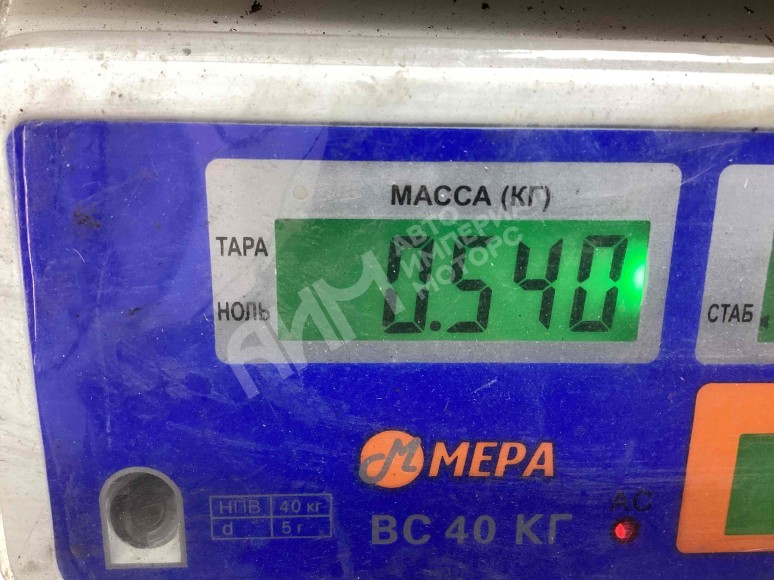 МАССА (КГ)
ТАРА
0.540
НОЛЬ
СТАБ
АИМ
АВТО
ИМПЕРИЯ
МОТОРС
М МЕРА
НПВ 40 кг
d 5 г
ВС 40 КГ
АС